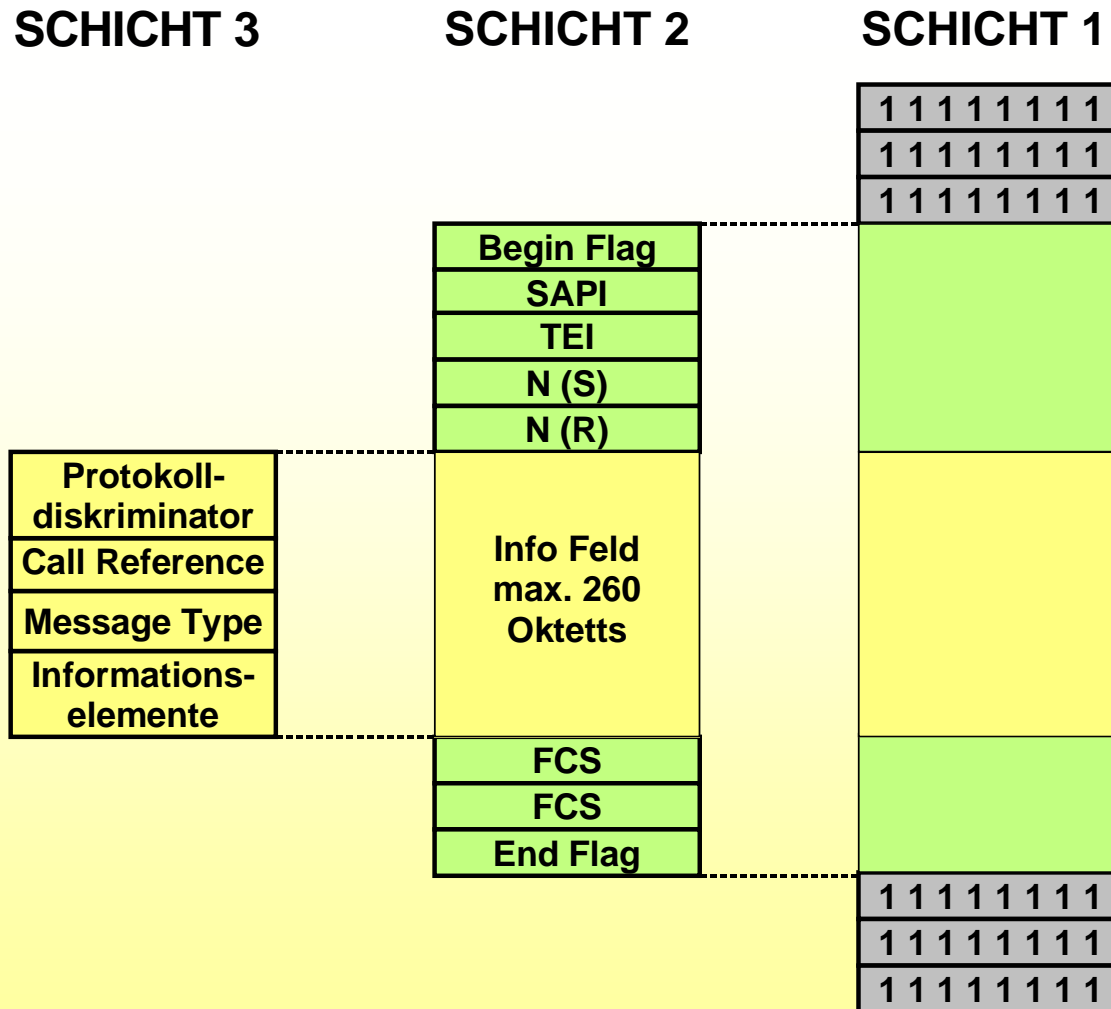 SCHICHT 3
SCHICHT 2
SCHICHT 1
1 1 1 1 1 1 1 1
1 1 1 1 1 1 1 1
1 1 1 1 1 1 1 1
Begin Flag
SAPI
TEI
N (S)
N (R)
Protokoll-
diskriminator
Call Reference
Message Type
Informations-
elemente
Info Feld
max. 260
Oktetts
FCS
FCS
End Flag
1 1 1 1 1 1 1 1
1 1 1 1 1 1 1 1
1 1 1 1 1 1 1 1